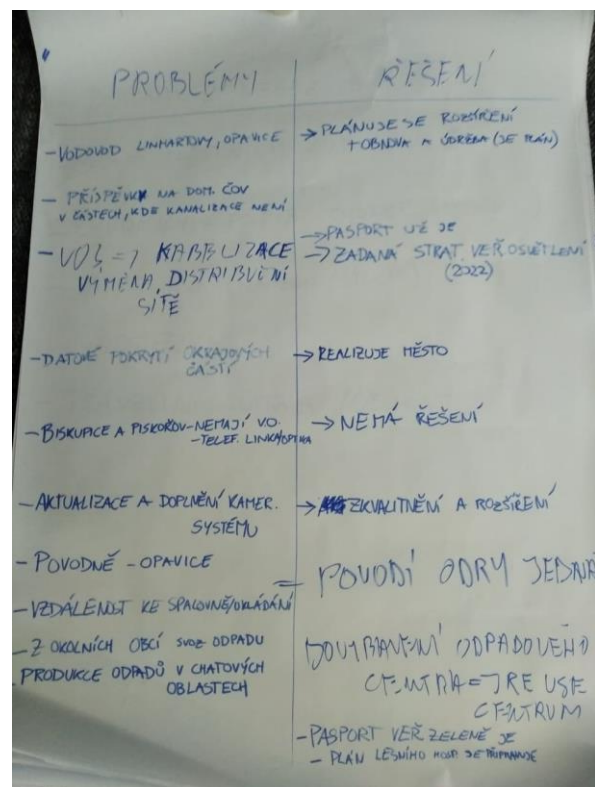 PROBLÉMY
ŘEŠENÍ
- VODOVOD LINHARTOVY, OPAVICE
→ PLÁNUJE SE ROZŠÍŘENÍ
+ OBNOVA A ÚDRŽBA (JE PLÁN)
- PŘÍSPĚVKY NA DOM. ČOV
V ČÁSTECH, KDE KANALIZACE NENÍ
- VOŠ => KABELIZACE
VÝMĚNA DISTRIBUČNÍ
SÍTĚ
→ PASPORT UŽ JE
→ ZADANÁ STRAT. VEŘ OSVĚTLENÍ
(2022)
- DATOVÉ POKRYTÍ OKRAJOVÝCH
ČÁSTÍ
→ REALIZUJE MĚSTO
- BISKUPICE A PISKOŘOV - NEMAJÍ VO.
- TELEF. LINKA/OPTIKA
→ NEMÁ ŘEŠENÍ
- AKTUALIZACE A DOPLNĚNÍ KAMER.
SYSTÉMU
→ ZKVALITNĚNÍ A ROZŠÍŘENÍ
- POVODNĚ - OPAVICE
= POVODÍ ODRY JEDNÁ
- VZDÁLENOST KE SPALOVNĚ/UKLÁDÁNÍ
- Z OKOLNÍCH OBCÍ SVOZ ODPADU
PRODUKCE ODPADŮ V CHATOVÝCH
OBLASTECH
DOVYBAVENÍ ODPADOVÉHO
CENTRA => RE USE
CENTRUM
- PASPORT VEŘ ZELENĚ JE
- PLÁN LESNÍHO HOSP. SE PŘIPRAVUJE